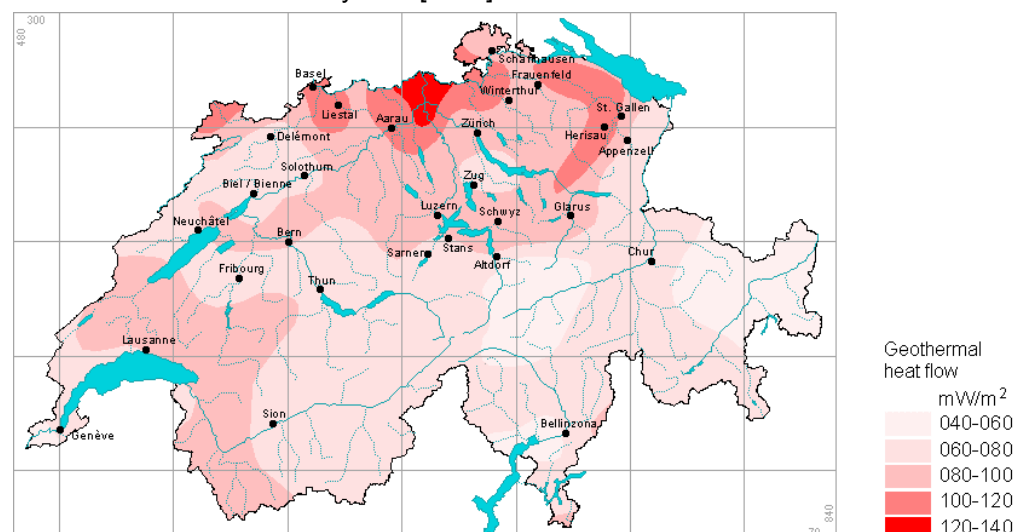 300
480
Schaffhausen
Basel
Frauenfeld
Winterthur
Liestal
St. Gallen
Aarau
Zürich
Herisau
Delémont
Appenzell
Solothurn
Zug
Biel / Bienne
Luzern
Schwyz
Glarus
Neuchâtel
Bern
Stans
Sarnen
Chur
Altdorf
Fribourg
Thun
Lausanne
Geothermal
heat flow
mW/m2
Sion
040-060
Bellinzona
Genève
060-080
080-100
100-120
840
120-140